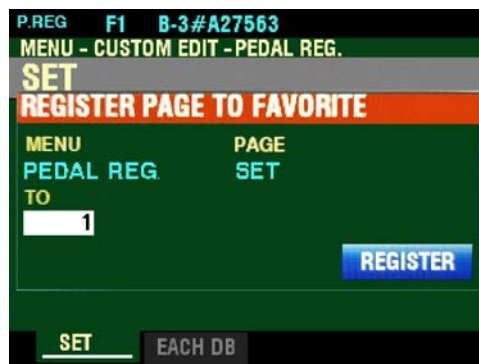 P.REG F1 B-3#A27563
MENU - CUSTOM EDIT - PEDAL REG.
SET
REGISTER PAGE TO FAVORITE
MENU PAGE
PEDAL REG. SET
TO
1
REGISTER
SET EACH DB